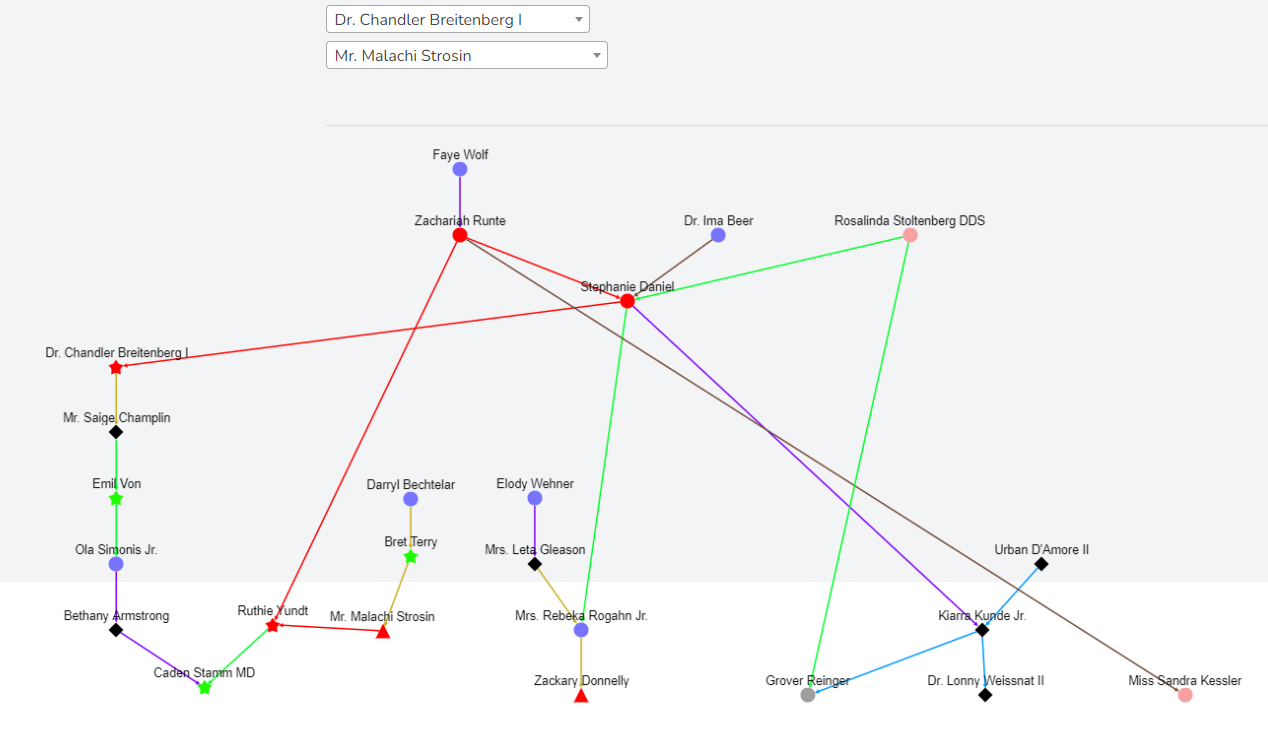 Dr. Chandler Breitenberg I
Mr. Malachi Strosin
Faye Wolf
Zachariah Runte
Dr. Ima Beer
Rosalinda Stoltenberg DDS
Stephanie Daniel
Dr. Chandler Breitenberg I
Mr. Saige Champlin
Emil Von
Darryl Bechtelar
Elody Wehner
Bret Terry
Ola Simonis Jr.
Mrs. Leta Gleason
Urban D'Amore II
Bethany Armstrong
Ruthie Yundt
Mr. Malachi Strosin
Mrs. Rebeka Rogahn Jr.
Kiarra Kunde Jr.
Caden Stamm MD
Zackary Donnelly
Grover Reinger
Dr. Lonny Weissnat II
Miss Sandra Kessler